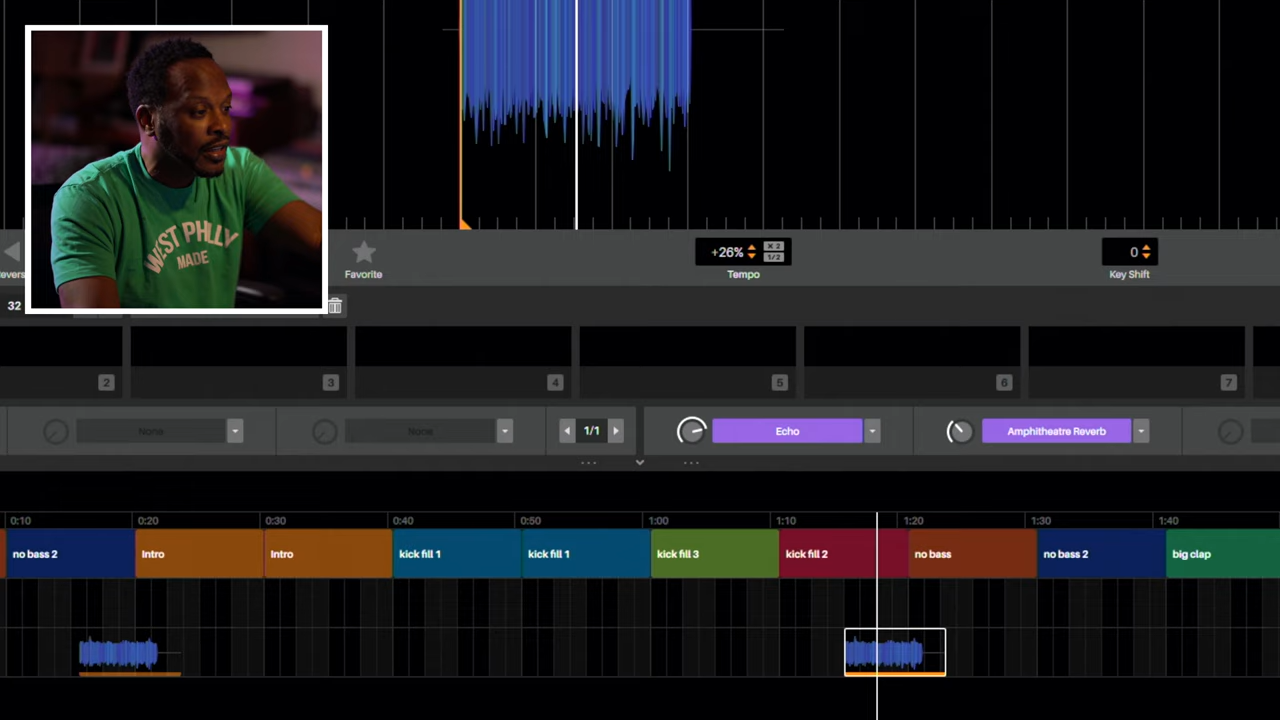 WEST PHILLY
MADE
Revers
Favorite
+26%
× 2
1/2
Tempo
0
Key Shift
32
2
3
4
5
6
7
None
None
1/1
Echo
Amphitheatre Reverb
0:10
0:20
0:30
0:40
0:50
1:00
1:10
1:20
1:30
1:40
no bass 2
Intro
Intro
kick fill 1
kick fill 1
kick fill 3
kick fill 2
no bass
no bass 2
big clap